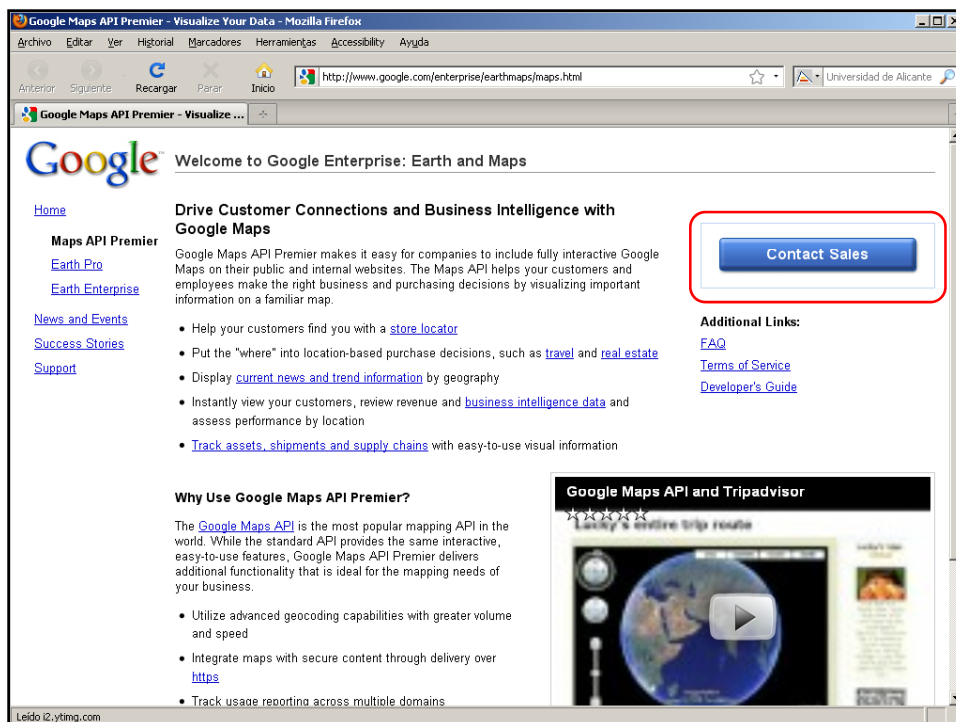 Google Maps API Premier - Visualize Your Data - Mozilla Firefox
Archivo Editar Ver Historial Marcadores Herramientas Accessibility Ayuda
Anterior Siguiente Recargar Parar Inicio http://www.google.com/enterprise/earthmaps/maps.html Universidad de Alicante
Google Maps API Premier - Visualize ...
Google™ Welcome to Google Enterprise: Earth and Maps
Home
Maps API Premier
Earth Pro
Earth Enterprise
News and Events
Success Stories
Support
Drive Customer Connections and Business Intelligence with
Google Maps
Google Maps API Premier makes it easy for companies to include fully interactive Google
Maps on their public and internal websites. The Maps API helps your customers and
employees make the right business and purchasing decisions by visualizing important
information on a familiar map.
• Help your customers find you with a store locator
• Put the "where" into location-based purchase decisions, such as travel and real estate
• Display current news and trend information by geography
• Instantly view your customers, review revenue and business intelligence data and
assess performance by location
• Track assets, shipments and supply chains with easy-to-use visual information
Contact Sales
Additional Links:
FAQ
Terms of Service
Developer's Guide
Why Use Google Maps API Premier?
The Google Maps API is the most popular mapping API in the
world. While the standard API provides the same interactive,
easy-to-use features, Google Maps API Premier delivers
additional functionality that is ideal for the mapping needs of
your business.
• Utilize advanced geocoding capabilities with greater volume
and speed
• Integrate maps with secure content through delivery over
https
• Track usage reporting across multiple domains
Google Maps API and Tripadvisor
Lucky's entire trip route
Leído i2.ytimg.com